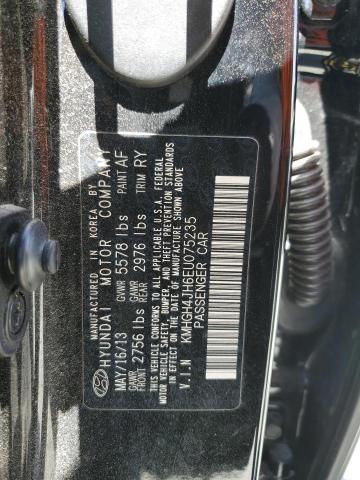 MANUFACTURED IN KOREA BY
HYUNDAI MOTOR COMPANY
MAY/16/13 GVWR 5578 lbs PAINT AF
GAWR FRONT 2756 lbs GAWR REAR 2976 lbs TRIM RY
THIS VEHICLE CONFORMS TO ALL APPLICABLE U.S.A. FEDERAL
MOTOR VEHICLE SAFETY, BUMPER, AND THEFT PREVENTION STANDARDS
IN EFFECT ON THE DATE OF MANUFACTURE SHOWN ABOVE.
V.I.N KMHGH4JH6EU075235
PASSENGER CAR